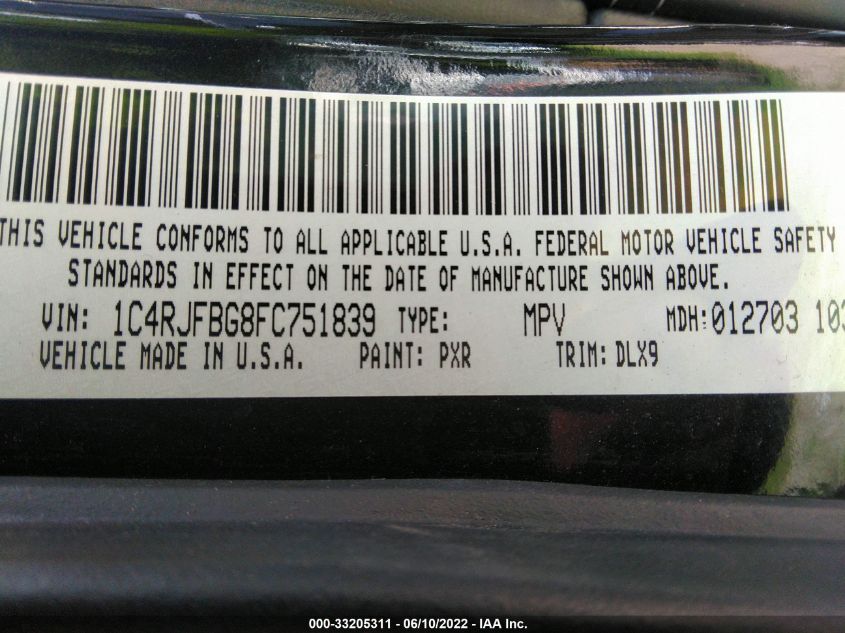 THIS VEHICLE CONFORMS TO ALL APPLICABLE U.S.A. FEDERAL MOTOR VEHICLE SAFETY
STANDARDS IN EFFECT ON THE DATE OF MANUFACTURE SHOWN ABOVE.
VIN: 1C4RJFBG8FC751839 TYPE: MPV MDH:012703 103
VEHICLE MADE IN U.S.A. PAINT: PXR TRIM: DLX9
000-33205311 - 06/10/2022 - IAA Inc.